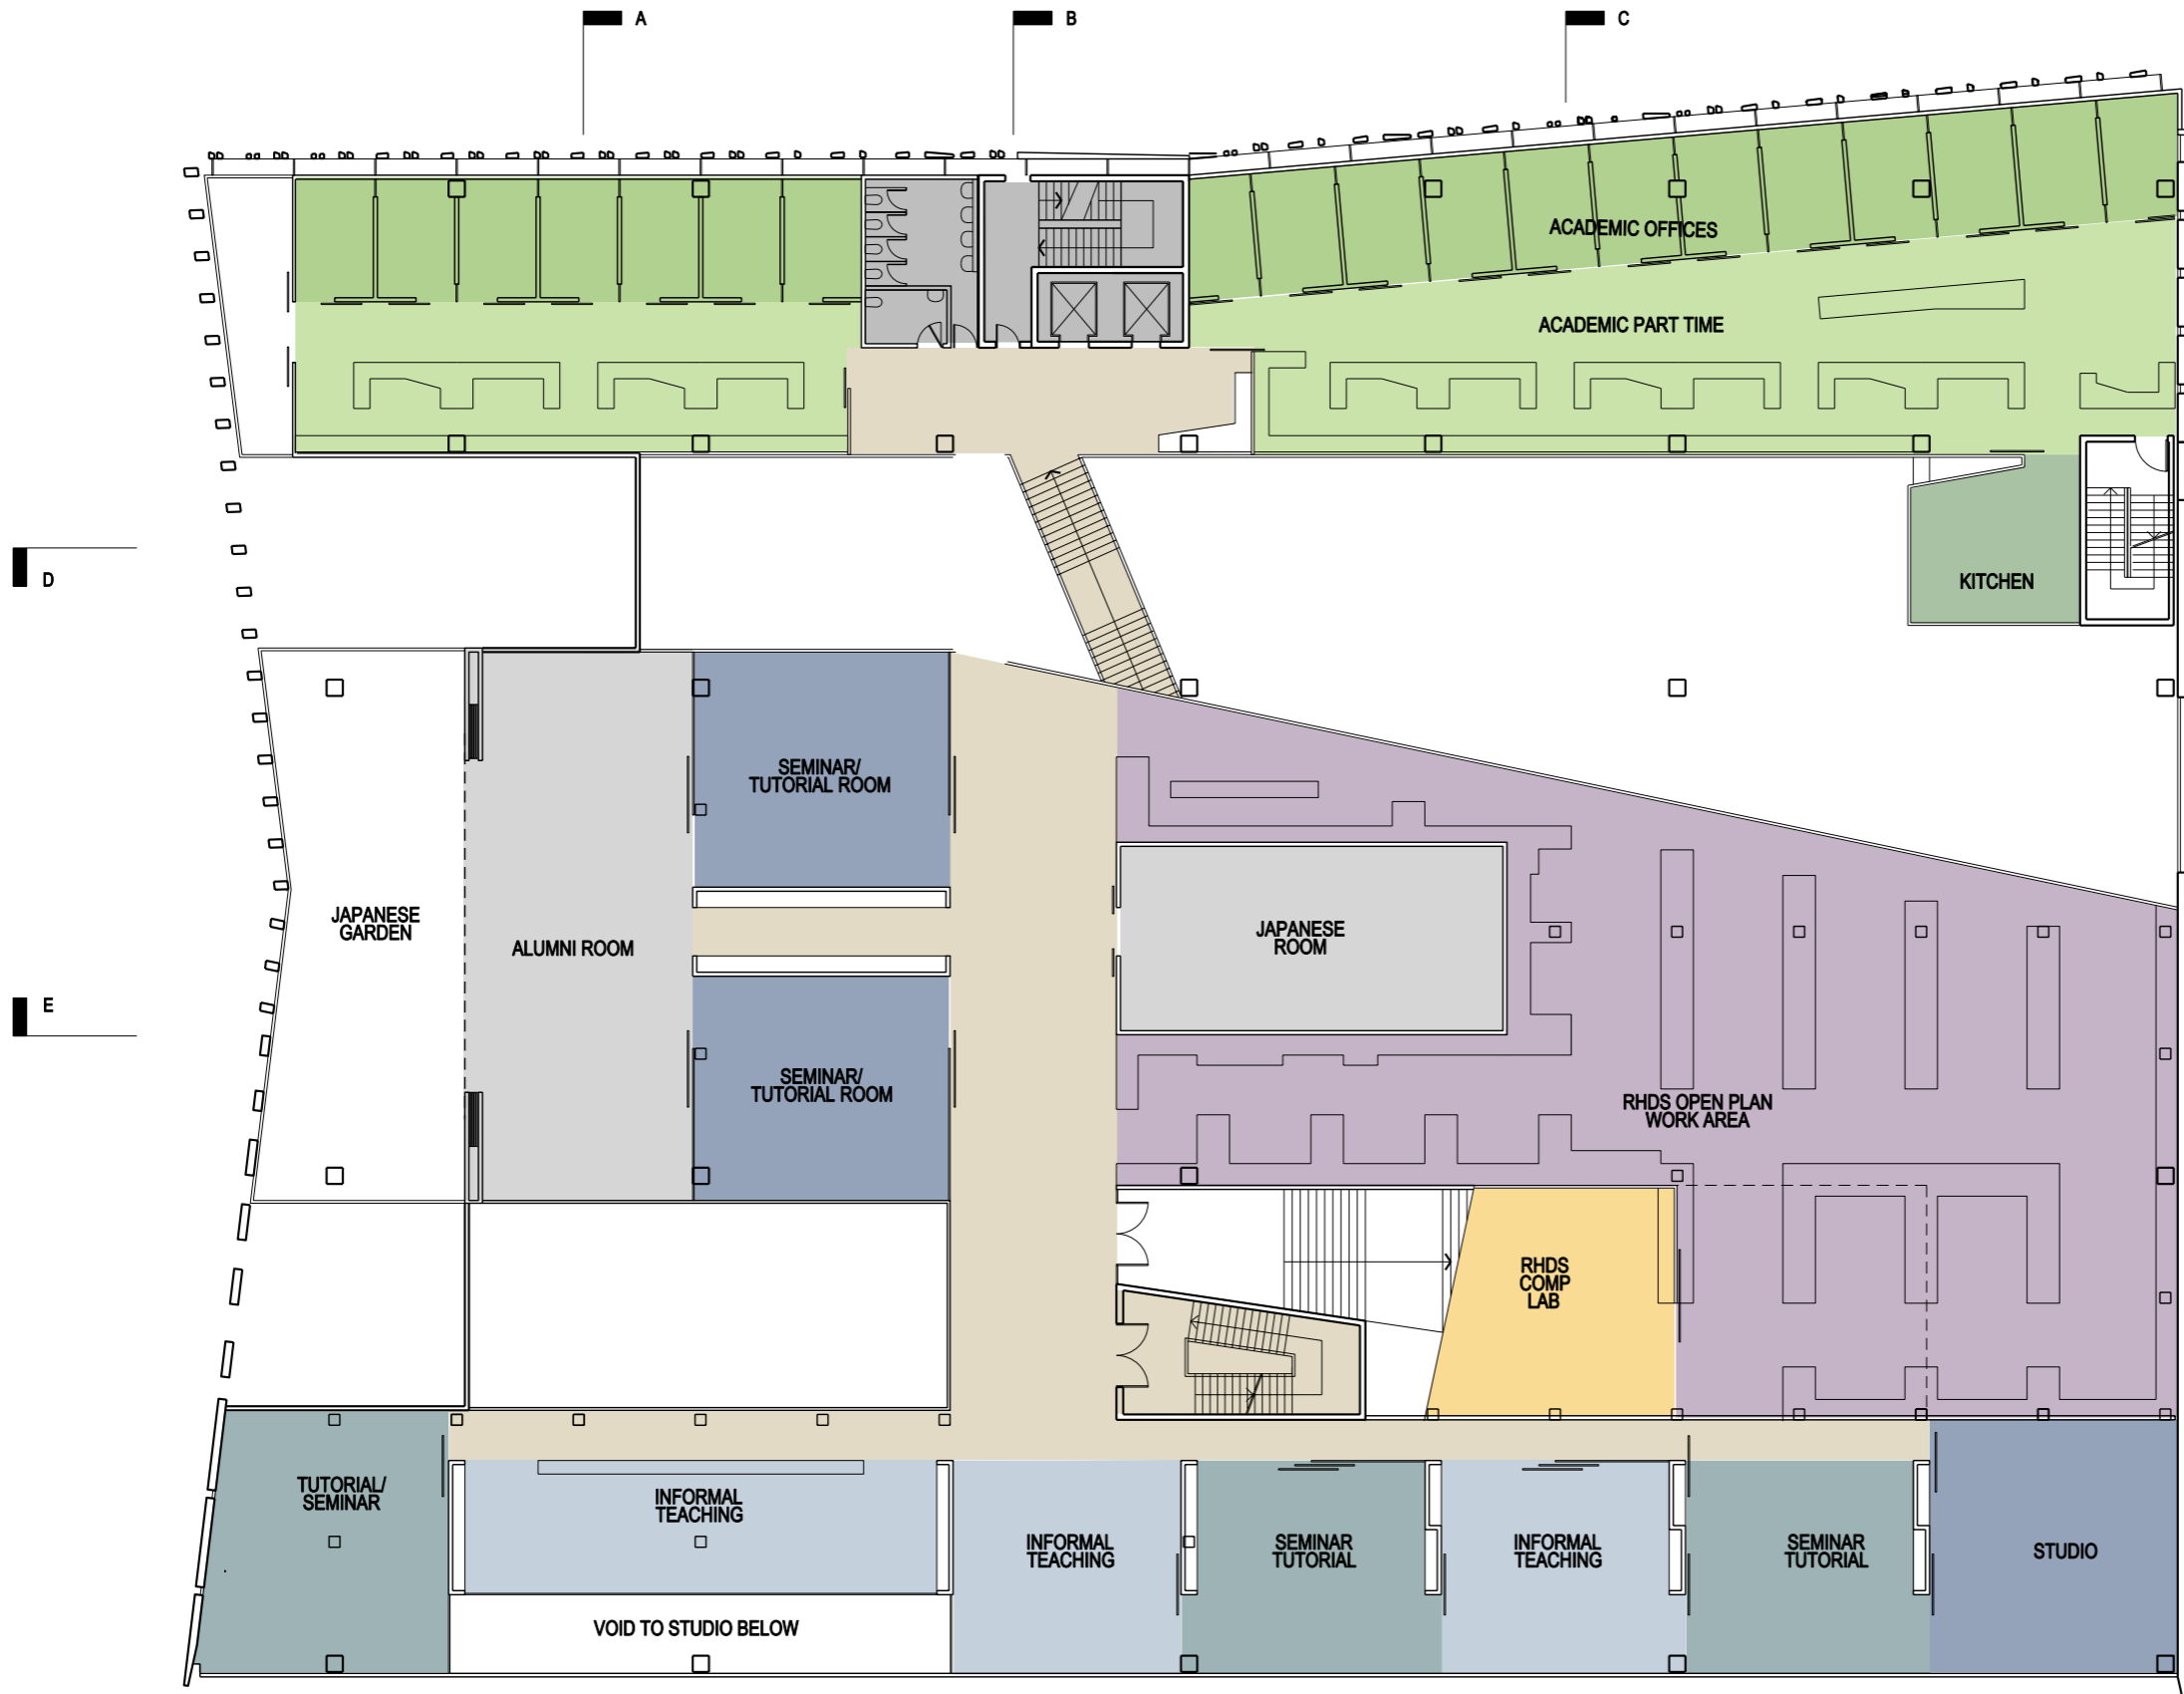 A
B
C
ACADEMIC OFFICES
ACADEMIC PART TIME
D
KITCHEN
SEMINAR/
TUTORIAL ROOM
JAPANESE
GARDEN
ALUMNI ROOM
JAPANESE
ROOM
E
SEMINAR/
TUTORIAL ROOM
RHDS OPEN PLAN
WORK AREA
RHDS
COMP
LAB
TUTORIAL/
SEMINAR
INFORMAL
TEACHING
INFORMAL
TEACHING
SEMINAR
TUTORIAL
INFORMAL
TEACHING
SEMINAR
TUTORIAL
STUDIO
VOID TO STUDIO BELOW